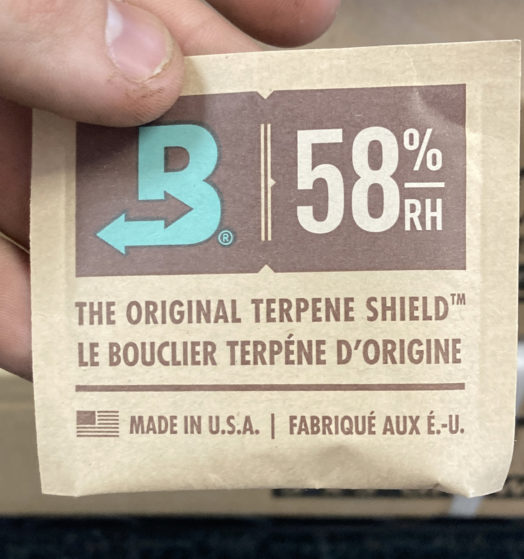 B®
58%
RH
THE ORIGINAL TERPENE SHIELD™
LE BOUCLIER TERPÉNE D'ORIGINE
MADE IN U.S.A. | FABRIQUÉ AUX É.-U.